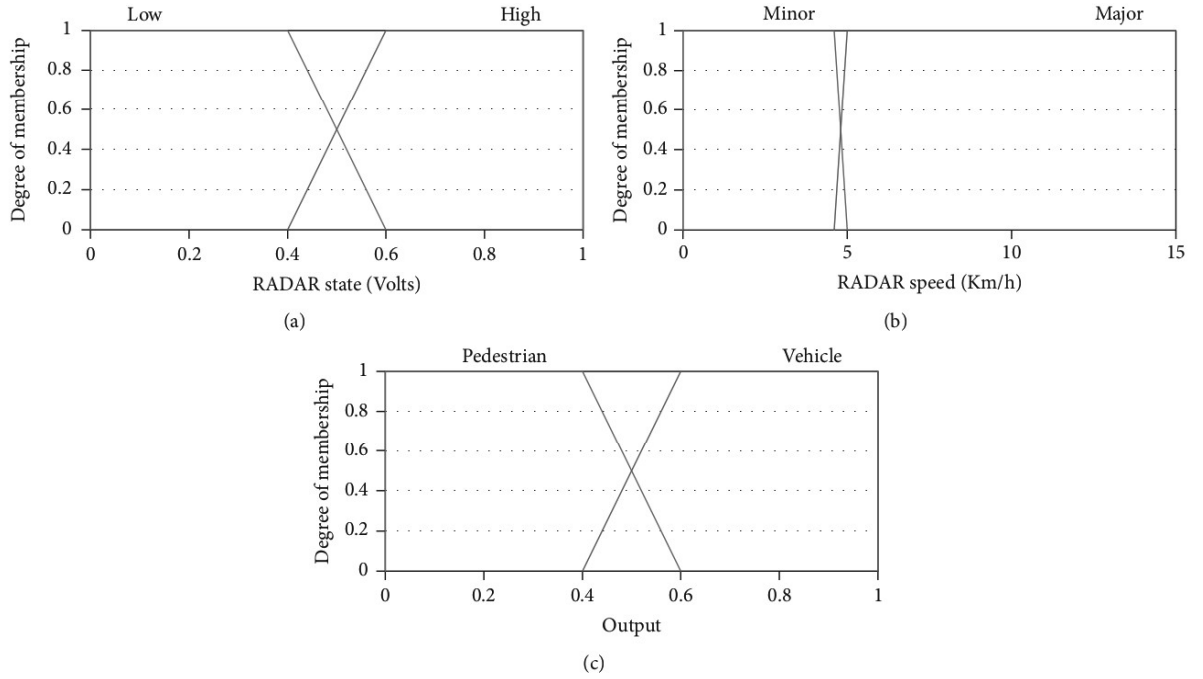 Low High
Degree of membership
1
0.8
0.6
0.4
0.2
0
0 0.2 0.4 0.6 0.8 1
RADAR state (Volts)
(a)
Minor Major
Degree of membership
1
0.8
0.6
0.4
0.2
0
0 5 10 15
RADAR speed (Km/h)
(b)
Pedestrian Vehicle
Degree of membership
1
0.8
0.6
0.4
0.2
0
0 0.2 0.4 0.6 0.8 1
Output
(c)